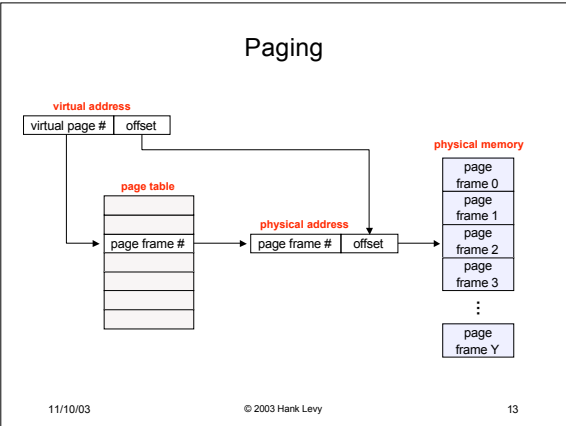 Paging
virtual address
virtual page # offset
physical memory
page
frame 0
page table
page
frame 1
physical address
page frame #
page frame # offset
page
frame 2
page
frame 3
⋮
page
frame Y
11/10/03 © 2003 Hank Levy 13